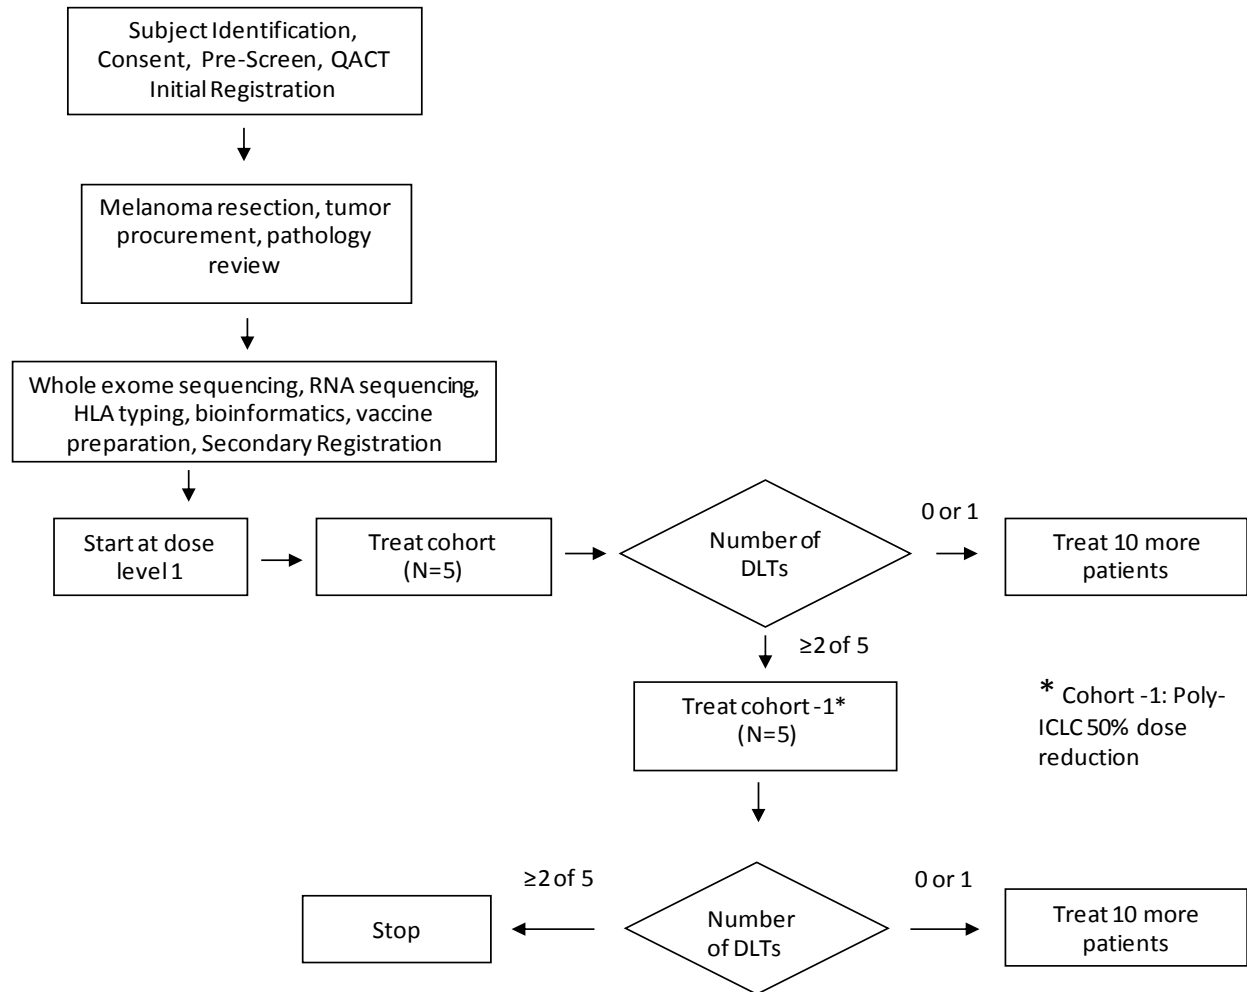 Subject Identification,
Consent, Pre-Screen, QACT
Initial Registration
Melanoma resection, tumor
procurement, pathology
review
Whole exome sequencing, RNA sequencing,
HLA typing, bioinformatics, vaccine
preparation, Secondary Registration
Start at dose
level 1
Treat cohort
(N=5)
Number of
DLTs
0 or 1
Treat 10 more
patients
≥2 of 5
Treat cohort -1*
(N=5)
* Cohort -1: Poly-
ICLC 50% dose
reduction
Number
of DLTs
≥2 of 5
Stop
0 or 1
Treat 10 more
patients